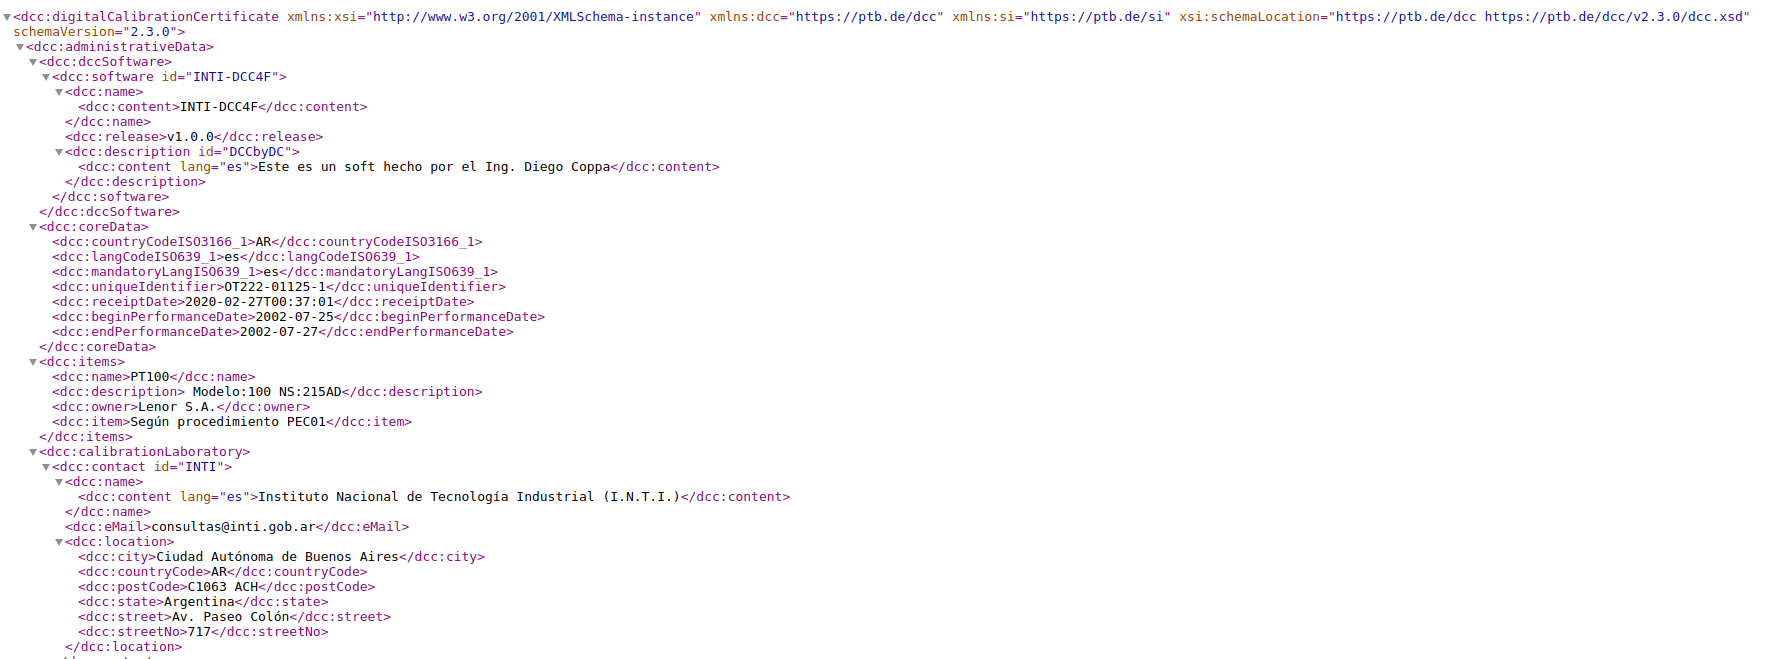 <dcc:digitalCalibrationCertificate xmlns:xsi="http://www.w3.org/2001/XMLSchema-instance" xmlns:dcc="https://ptb.de/dcc" xmlns:si="https://ptb.de/si" xsi:schemaLocation="https://ptb.de/dcc https://ptb.de/dcc/v2.3.0/dcc.xsd"
schemaVersion="2.3.0">
<dcc:administrativeData>
<dcc:dccSoftware>
<dcc:software id="INTI-DCC4F">
<dcc:name>
<dcc:content>INTI-DCC4F</dcc:content>
</dcc:name>
<dcc:release>v1.0.0</dcc:release>
<dcc:description id="DCCbyDC">
<dcc:content lang="es">Este es un soft hecho por el Ing. Diego Coppa</dcc:content>
</dcc:description>
</dcc:software>
</dcc:dccSoftware>
<dcc:coreData>
<dcc:countryCodeISO3166_1>AR</dcc:countryCodeISO3166_1>
<dcc:langCodeISO639_1>es</dcc:langCodeISO639_1>
<dcc:mandatoryLangISO639_1>es</dcc:mandatoryLangISO639_1>
<dcc:uniqueIdentifier>OT222-01125-1</dcc:uniqueIdentifier>
<dcc:receiptDate>2020-02-27T00:37:01</dcc:receiptDate>
<dcc:beginPerformanceDate>2002-07-25</dcc:beginPerformanceDate>
<dcc:endPerformanceDate>2002-07-27</dcc:endPerformanceDate>
</dcc:coreData>
<dcc:items>
<dcc:name>PT100</dcc:name>
<dcc:description> Modelo:100 NS:215AD</dcc:description>
<dcc:owner>Lenor S.A.</dcc:owner>
<dcc:item>Según procedimiento PEC01</dcc:item>
</dcc:items>
<dcc:calibrationLaboratory>
<dcc:contact id="INTI">
<dcc:name>
<dcc:content lang="es">Instituto Nacional de Tecnología Industrial (I.N.T.I.)</dcc:content>
</dcc:name>
<dcc:eMail>consultas@inti.gob.ar</dcc:eMail>
<dcc:location>
<dcc:city>Ciudad Autónoma de Buenos Aires</dcc:city>
<dcc:countryCode>AR</dcc:countryCode>
<dcc:postCode>C1063 ACH</dcc:postCode>
<dcc:state>Argentina</dcc:state>
<dcc:street>Av. Paseo Colón</dcc:street>
<dcc:streetNo>717</dcc:streetNo>
</dcc:location>